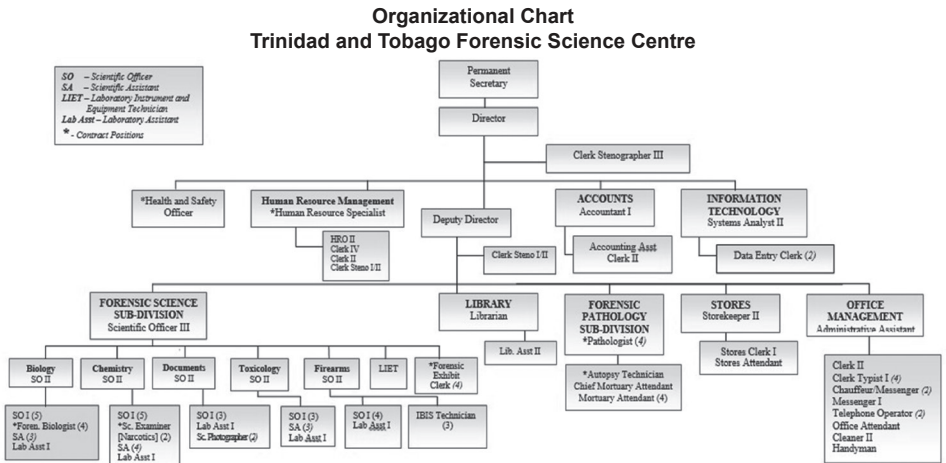 Organizational Chart
Trinidad and Tobago Forensic Science Centre
SO – Scientific Officer
SA – Scientific Assistant
LIET – Laboratory Instrument and
Equipment Technician
Lab Asst – Laboratory Assistant
* - Contract Positions
Permanent
Secretary
Director
Clerk Stenographer III
*Health and Safety
Officer
Human Resource Management
*Human Resource Specialist
HRO II
Clerk IV
Clerk II
Clerk Steno I/II
Deputy Director
Clerk Steno I/II
ACCOUNTS
Accountant I
Accounting Asst
Clerk II
INFORMATION
TECHNOLOGY
Systems Analyst II
Data Entry Clerk (2)
FORENSIC SCIENCE
SUB-DIVISION
Scientific Officer III
LIBRARY
Librarian
Lib. Asst II
FORENSIC
PATHOLOGY
SUB-DIVISION
*Pathologist (4)
*Autopsy Technician
Chief Mortuary Attendant
Mortuary Attendant (4)
STORES
Storekeeper II
Stores Clerk I
Stores Attendant
OFFICE
MANAGEMENT
Administrative Assistant
Clerk II
Clerk Typist I (4)
Chauffeur/Messenger (2)
Messenger I
Telephone Operator (2)
Office Attendant
Cleaner II
Handyman
Biology
SO II
Chemistry
SO II
Documents
SO II
Toxicology
SO II
Firearms
SO II
LIET
*Forensic
Exhibit
Clerk (4)
SO I (5)
*Foren. Biologist (4)
SA (3)
Lab Asst I
SO I (5)
*Sc. Examiner
[Narcotics] (2)
SA (4)
Lab Asst I
SO I (3)
Lab Asst I
Sc. Photographer (2)
SO I (3)
SA (3)
Lab Asst I
SO I (4)
Lab Asst I
IBIS Technician
(3)